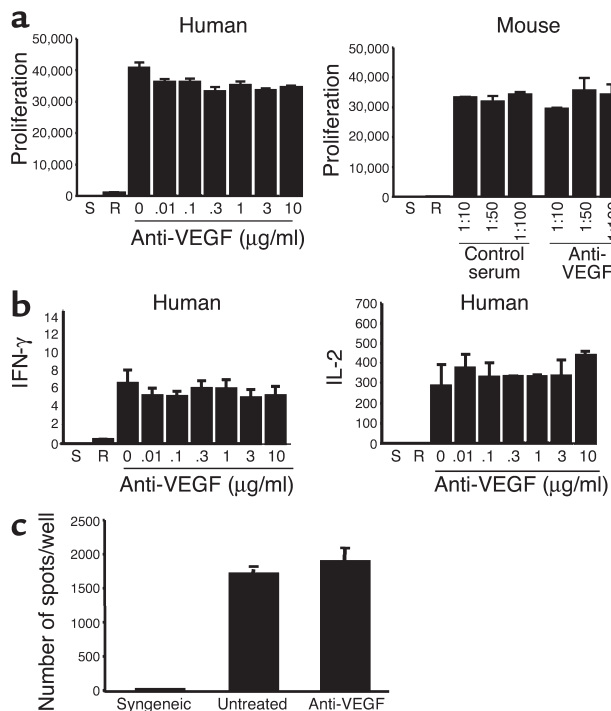 a
Human
Proliferation
50,000
40,000
30,000
20,000
10,000
0
S R 0 .01 .1 .3 1 3 10
Anti-VEGF (μg/ml)
Mouse
Proliferation
50,000
40,000
30,000
20,000
10,000
0
S R 1:10 1:50 1:100 1:10 1:50
Control
serum
Anti-
VEGF
b
Human
IFN-γ
14
12
10
8
6
4
2
0
S R 0 .01 .1 .3 1 3 10
Anti-VEGF (μg/ml)
Human
IL-2
700
600
500
400
300
200
100
0
S R 0 .01 .1 .3 1 3 10
Anti-VEGF (μg/ml)
c
Number of spots/well
2500
2000
1500
1000
500
0
Syngeneic Untreated Anti-VEGF